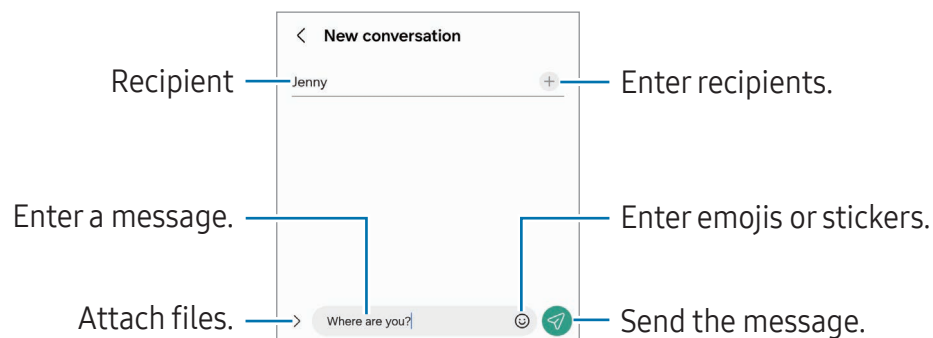 New conversation
Recipient
Jenny
Enter recipients.
Enter a message.
Enter emojis or stickers.
Attach files.
Where are you?
Send the message.